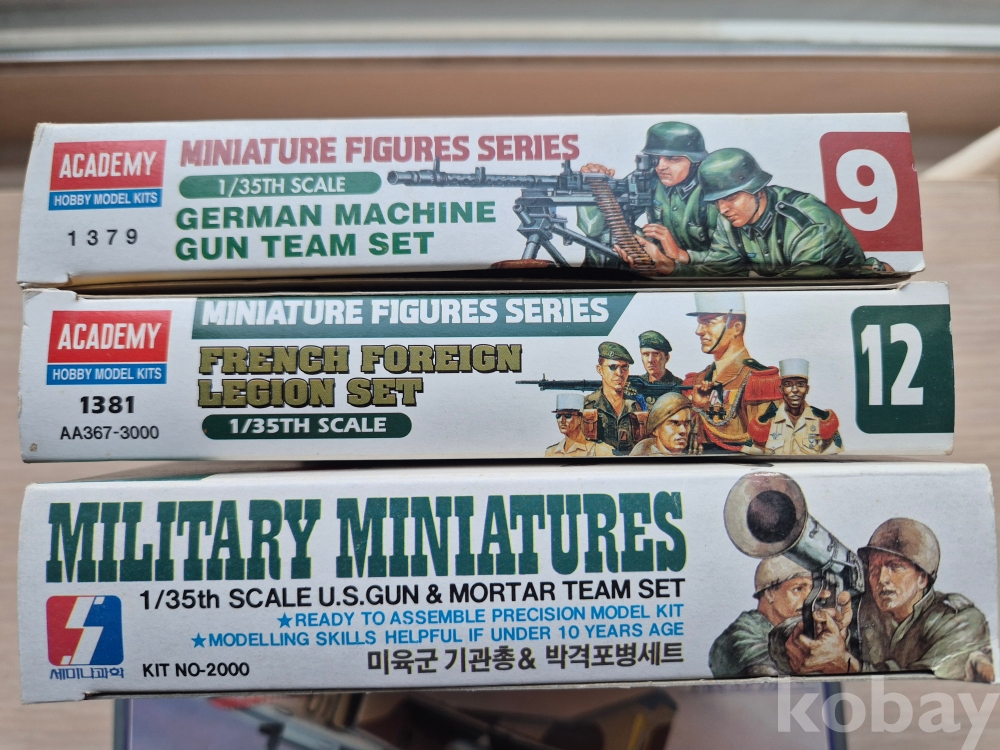 ACADEMY
HOBBY MODEL KITS
1379
MINIATURE FIGURES SERIES
1/35TH SCALE
GERMAN MACHINE
GUN TEAM SET
9
ACADEMY
HOBBY MODEL KITS
1381
AA367-3000
MINIATURE FIGURES SERIES
FRENCH FOREIGN
LEGION SET
1/35TH SCALE
12
MILITARY MINIATURES
1/35th SCALE U.S.GUN & MORTAR TEAM SET
★READY TO ASSEMBLE PRECISION MODEL KIT
★MODELLING SKILLS HELPFUL IF UNDER 10 YEARS AGE
미육군 기관총& 박격포병세트
세미나과학
KIT NO-2000
kobay